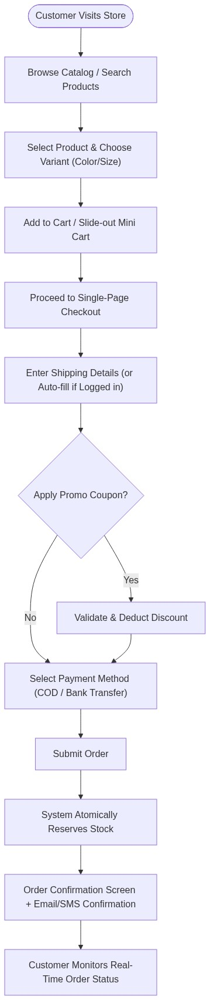 Customer Visits Store
Browse Catalog / Search
Products
Select Product & Choose
Variant (Color/Size)
Add to Cart / Slide-out Mini
Cart
Proceed to Single-Page
Checkout
Enter Shipping Details (or
Auto-fill if Logged in)
Apply Promo Coupon?
Yes
No
Validate & Deduct Discount
Select Payment Method
(COD / Bank Transfer)
Submit Order
System Atomically
Reserves Stock
Order Confirmation Screen
+ Email/SMS Confirmation
Customer Monitors Real-
Time Order Status